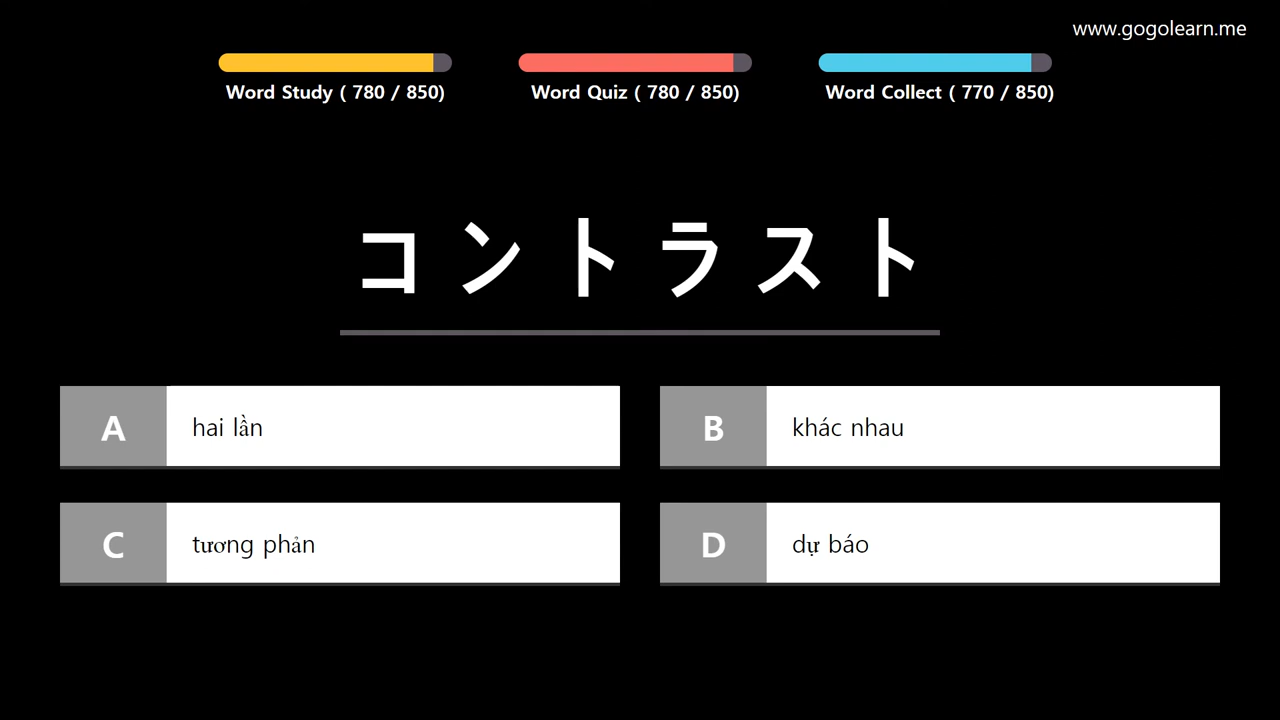 www.gogolearn.me
Word Study ( 780 / 850)
Word Quiz ( 780 / 850)
Word Collect ( 770 / 850)
コントラスト
A hai lần
B khác nhau
C tương phản
D dự báo